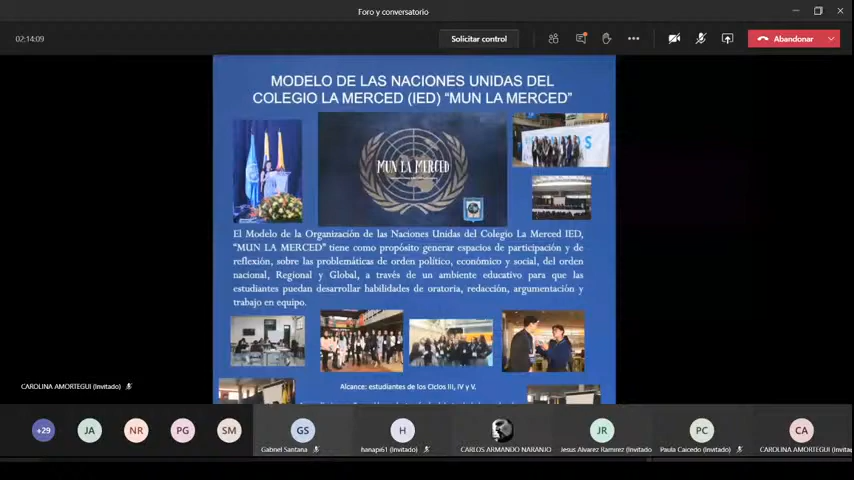 Foro y conversatorio
02:14:09
Solicitar control
Abandonar
MODELO DE LAS NACIONES UNIDAS DEL
COLEGIO LA MERCED (IED) “MUN LA MERCED”
MUN LA MERCED
El Modelo de la Organización de las Naciones Unidas del Colegio La Merced IED,
“MUN LA MERCED” tiene como propósito generar espacios de participación y de
reflexión, sobre las problemáticas de orden político, económico y social, del orden
nacional, Regional y Global, a través de un ambiente educativo para que las
estudiantes puedan desarrollar habilidades de oratoria, redacción, argumentación y
trabajo en equipo.
Alcance: estudiantes de los Ciclos III, IV y V.
CAROLINA AMORTEGUI (Invitado)
+29
JA
NR
PG
SM
GS
H
JR
PC
CA
Gabriel Santana
hanapi61 (Invitado)
CARLOS ARMANDO NARANJO
Jesus Alvarez Ramirez (Invitado
Paula Caicedo (Invitado)
CAROLINA AMORTEGUI (Invita